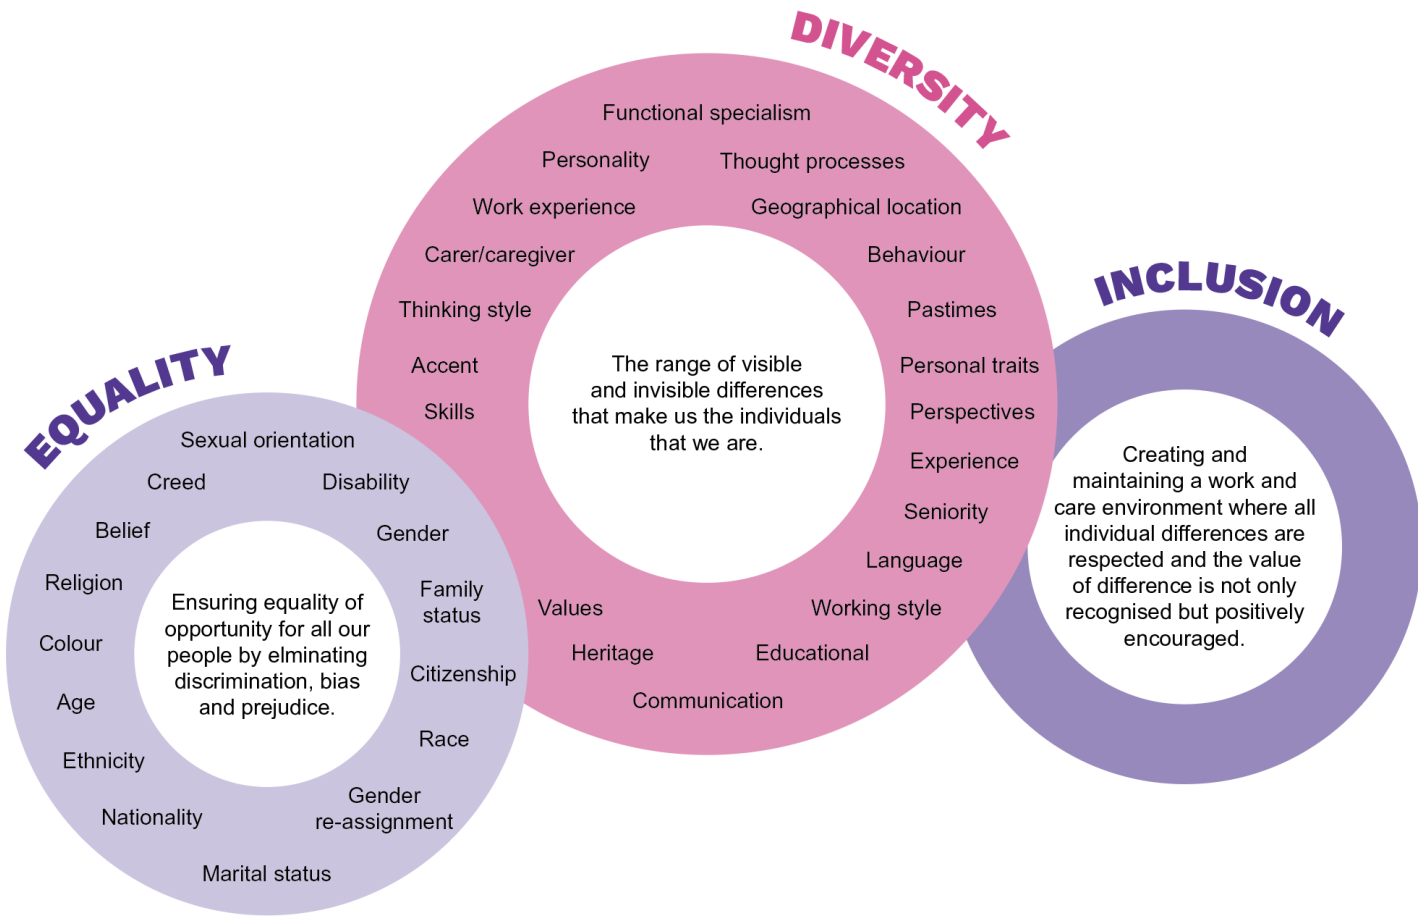 EQUALITY
Sexual orientation
Creed
Disability
Belief
Gender
Religion
Family
status
Colour
Citizenship
Age
Race
Ethnicity
Gender
re-assignment
Nationality
Marital status
Ensuring equality of
opportunity for all our
people by elminating
discrimination, bias
and prejudice.
DIVERSITY
Functional specialism
Personality
Thought processes
Work experience
Geographical location
Carer/caregiver
Behaviour
Thinking style
Pastimes
Accent
Personal traits
Skills
Perspectives
Experience
Seniority
Language
Values
Working style
Heritage
Educational
Communication
The range of visible
and invisible differences
that make us the individuals
that we are.
INCLUSION
Creating and
maintaining a work and
care environment where all
individual differences are
respected and the value
of difference is not only
recognised but positively
encouraged.